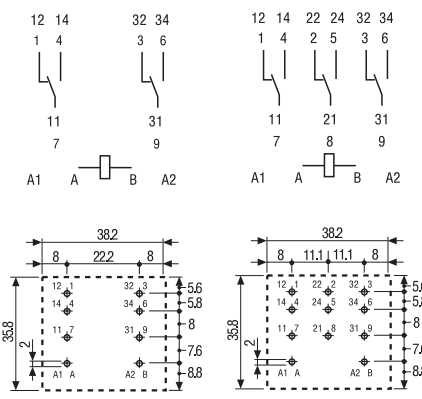 12 14 32 34
1 4 3 6
11 31
7 9
A1 A B A2
12 14 22 24 32 34
1 4 2 5 3 6
11 21 31
7 8 9
A1 A B A2
38.2
8 22.2 8
12 1 32 3 5.6
14 4 34 6 5.8
35.8 8
11 7 31 9
2 7.6
A1 A A2 B 8.8
38.2
8 11.1 11.1 8
12 1 22 2 32 3
14 4 24 5 34 6 5.8
35.8 8
11 7 21 8 31 9
2
A1 A A2 B